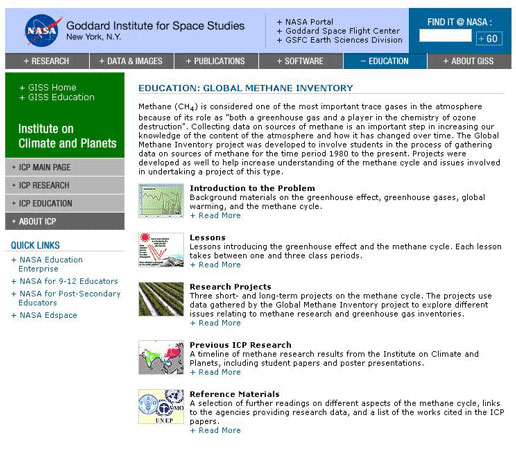 NASA
Goddard Institute for Space Studies
New York, N.Y.
+ NASA Portal
+ Goddard Space Flight Center
+ GSFC Earth Sciences Division
FIND IT @ NASA :
+ GO
+ RESEARCH
+ DATA & IMAGES
+ PUBLICATIONS
+ SOFTWARE
− EDUCATION
+ ABOUT GISS
+ GISS Home
+ GISS Education
Institute on
Climate and Planets
+ ICP MAIN PAGE
+ ICP RESEARCH
+ ICP EDUCATION
+ ABOUT ICP
QUICK LINKS
+ NASA Education
Enterprise
+ NASA for 9-12 Educators
+ NASA for Post-Secondary
Educators
+ NASA Edspace
EDUCATION: GLOBAL METHANE INVENTORY
Methane (CH4) is considered one of the most important trace gases in the atmosphere
because of its role as "both a greenhouse gas and a player in the chemistry of ozone
destruction". Collecting data on sources of methane is an important step in increasing our
knowledge of the content of the atmosphere and how it has changed over time. The Global
Methane Inventory project was developed to involve students in the process of gathering
data on sources of methane for the time period 1980 to the present. Projects were
developed as well to help increase understanding of the methane cycle and issues involved
in undertaking a project of this type.
Introduction to the Problem
Background materials on the greenhouse effect, greenhouse gases, global
warming, and the methane cycle.
+ Read More
Lessons
Lessons introducing the greenhouse effect and the methane cycle. Each lesson
takes between one and three class periods.
+ Read More
Research Projects
Three short- and long-term projects on the methane cycle. The projects use
data gathered by the Global Methane Inventory project to explore different
issues relating to methane research and greenhouse gas inventories.
+ Read More
Previous ICP Research
A timeline of methane research results from the Institute on Climate and
Planets, including student papers and poster presentations.
+ Read More
UNEP
Reference Materials
A selection of further readings on different aspects of the methane cycle, links
to the agencies providing research data, and a list of the works cited in the ICP
papers.
+ Read More